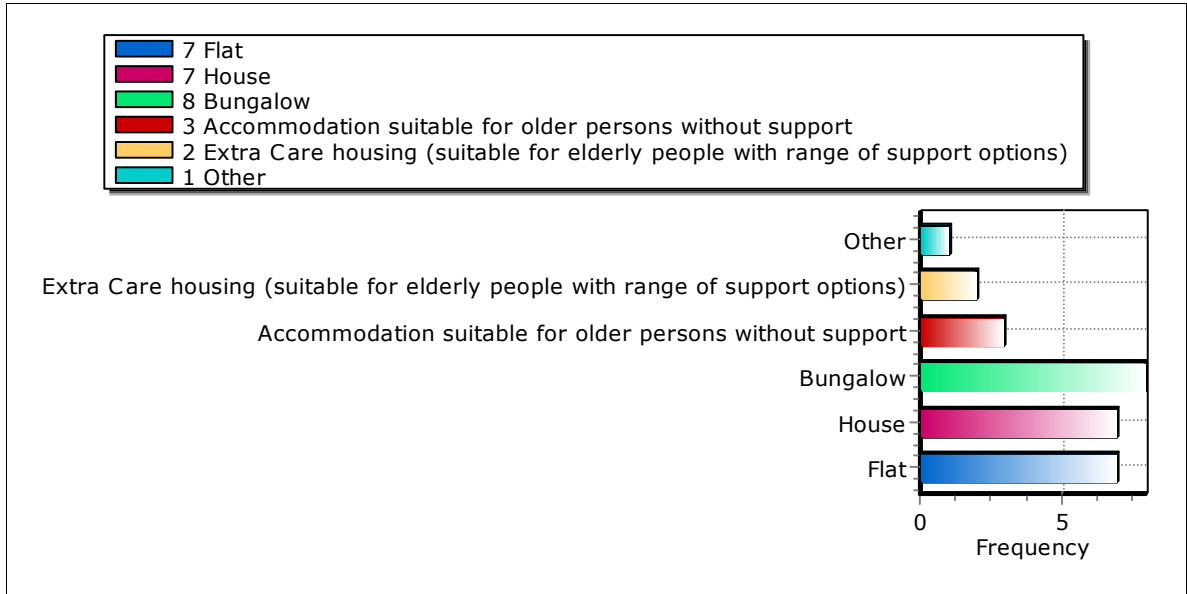 7 Flat
7 House
8 Bungalow
3 Accommodation suitable for older persons without support
2 Extra Care housing (suitable for elderly people with range of support options)
1 Other
Other
Extra Care housing (suitable for elderly people with range of support options)
Accommodation suitable for older persons without support
Bungalow
House
Flat
0 5
Frequency